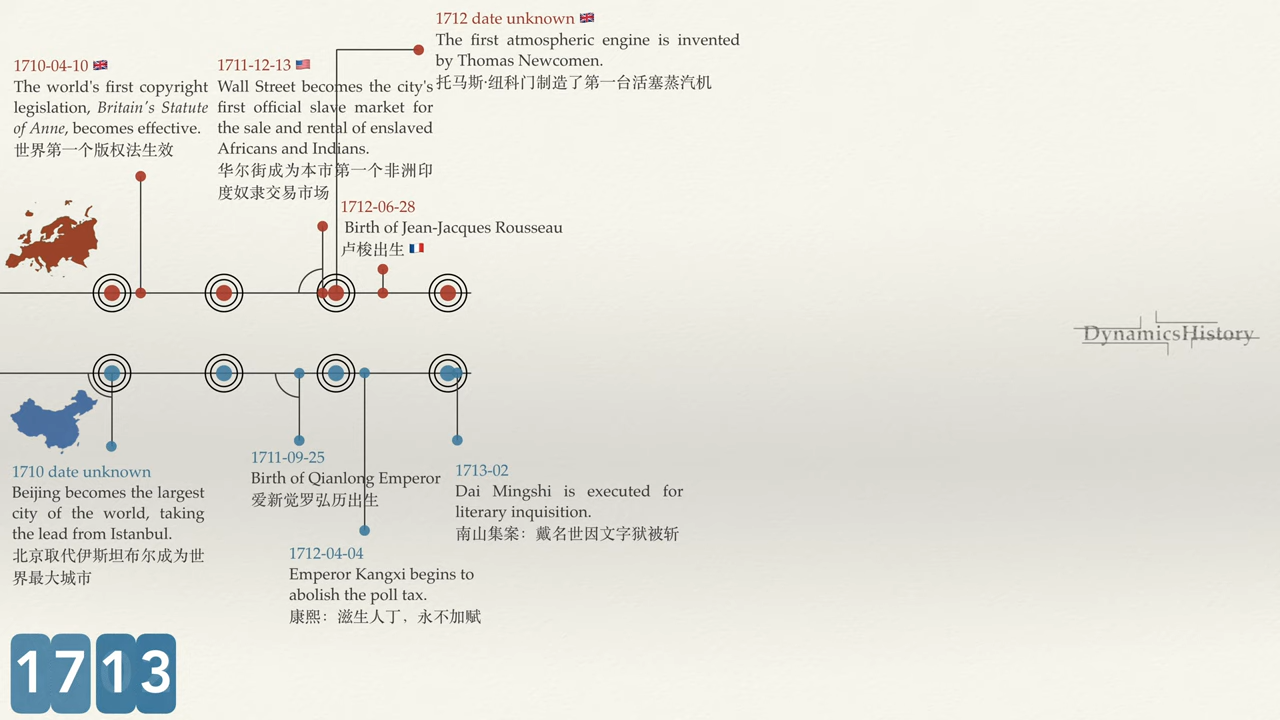 1712 date unknown
The first atmospheric engine is invented
by Thomas Newcomen.
托马斯·纽科门制造了第一台活塞蒸汽机
1710-04-10
The world's first copyright
legislation, Britain's Statute
of Anne, becomes effective.
世界第一个版权法生效
1711-12-13
Wall Street becomes the city's
first official slave market for
the sale and rental of enslaved
Africans and Indians.
华尔街成为本市第一个非洲印
度奴隶交易市场
1712-06-28
Birth of Jean-Jacques Rousseau
卢梭出生
DynamicsHistory
1710 date unknown
Beijing becomes the largest
city of the world, taking
the lead from Istanbul.
北京取代伊斯坦布尔成为世
界最大城市
1711-09-25
Birth of Qianlong Emperor
爱新觉罗弘历出生
1712-04-04
Emperor Kangxi begins to
abolish the poll tax.
康熙：滋生人丁，永不加赋
1713-02
Dai Mingshi is executed for
literary inquisition.
南山集案：戴名世因文字狱被斩
1713